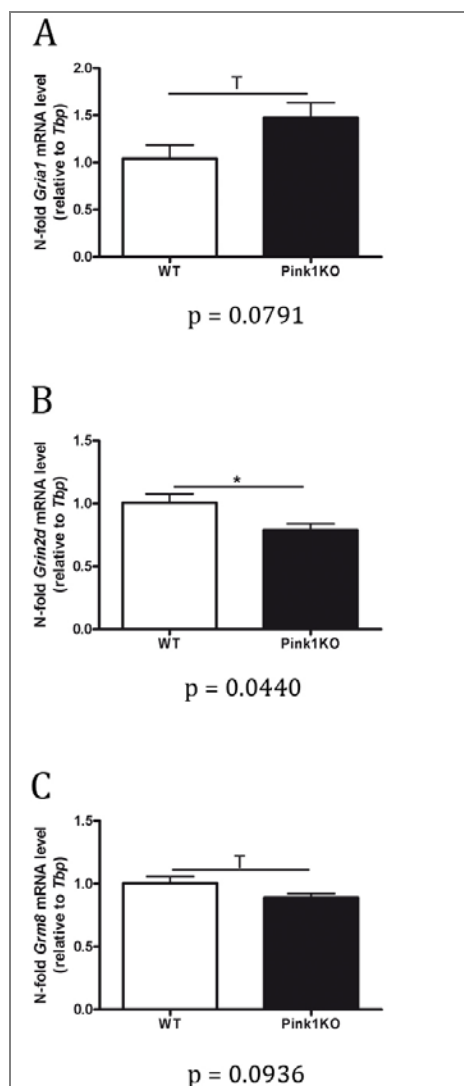 A
N-fold Gria1 mRNA level
(relative to Tbp)
2.0
1.5
1.0
0.5
0.0
T
WT
Pink1KO
p = 0.0791
B
N-fold Grin2d mRNA level
(relative to Tbp)
1.5
1.0
0.5
0.0
*
WT
Pink1KO
p = 0.0440
C
N-fold Grm8 mRNA level
(relative to Tbp)
1.5
1.0
0.5
0.0
T
WT
Pink1KO
p = 0.0936